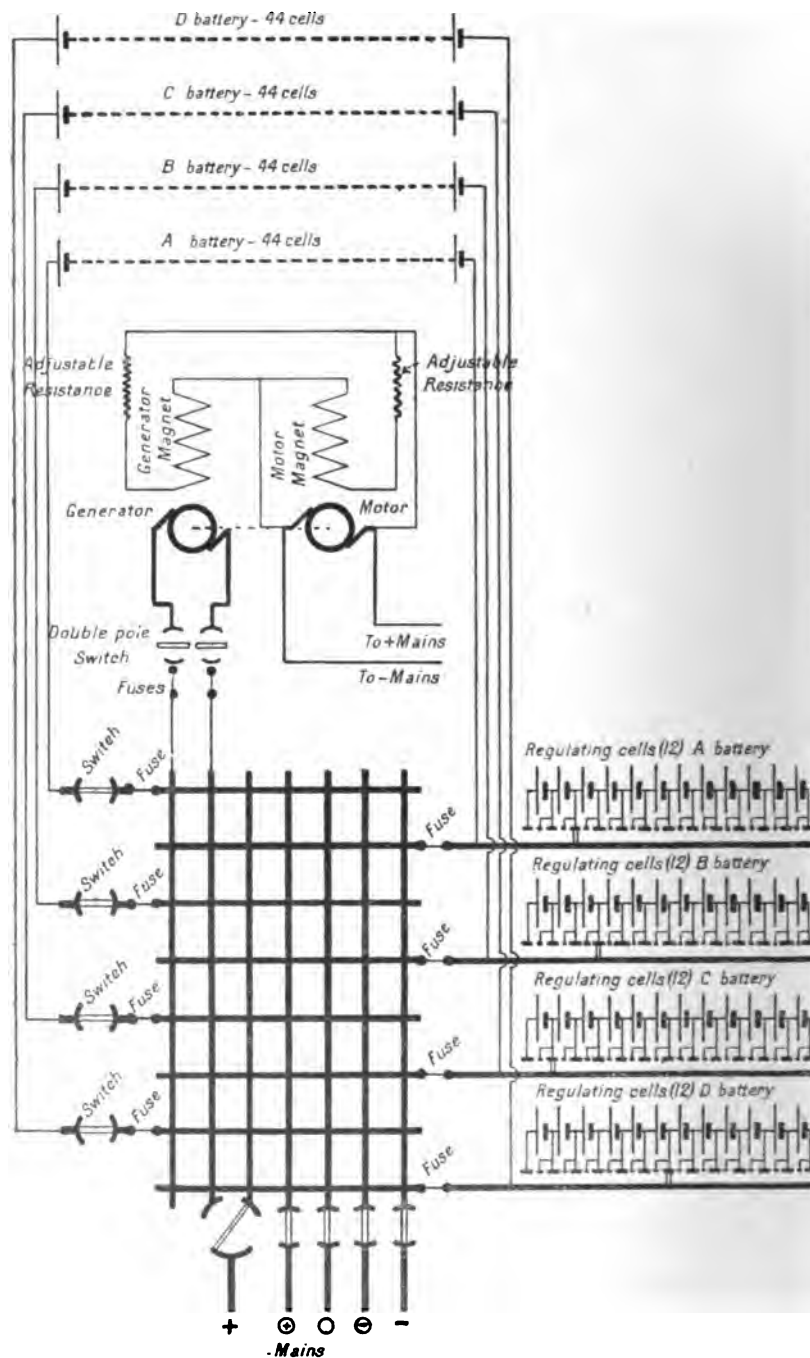 D battery - 44 cells
C battery - 44 cells
B battery - 44 cells
A battery - 44 cells
Adjustable
Resistance
Generator
Magnet
Motor
Magnet
Adjustable
Resistance
Generator
Motor
Double pole
Switch
To + Mains
To - Mains
Fuses
Switch
Fuse
Regulating cells (12) A battery
Fuse
Switch
Fuse
Regulating cells (12) B battery
Fuse
Switch
Fuse
Regulating cells (12) C battery
Fuse
Switch
Fuse
Regulating cells (12) D battery
Fuse
+ ⊕ O ⊖ -
- Mains